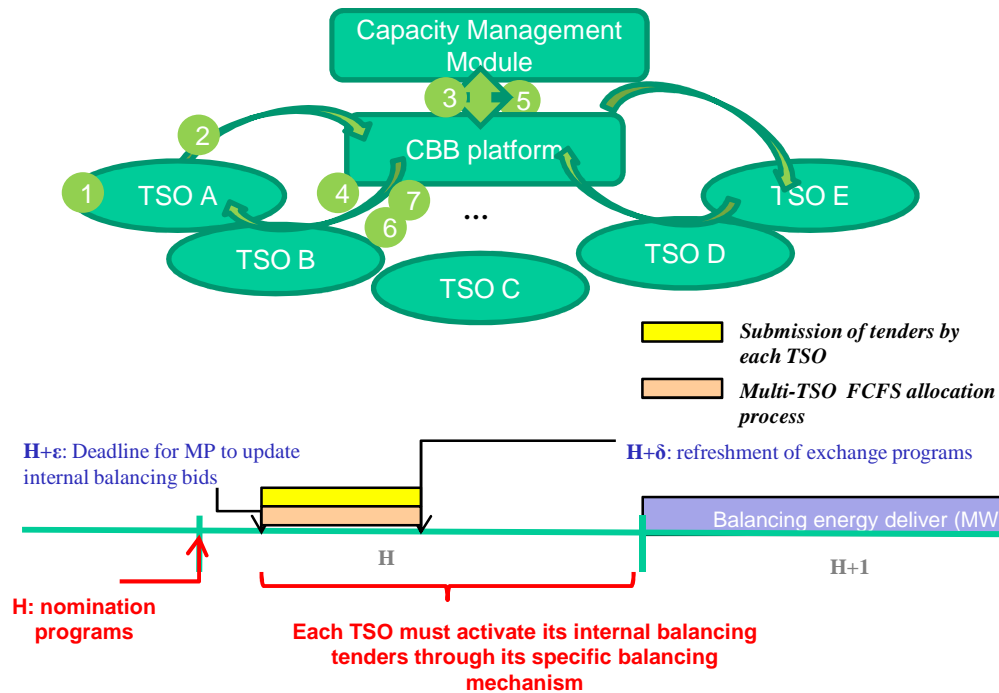 Capacity Management
Module
3
5
2
CBB platform
1
TSO A
4
7
TSO E
6
...
TSO B
TSO D
TSO C
Submission of tenders by
each TSO
Multi-TSO FCFS allocation
process
H+ε: Deadline for MP to update
internal balancing bids
H+δ: refreshment of exchange programs
Balancing energy deliver (MW
H
H+1
H: nomination
programs
Each TSO must activate its internal balancing
tenders through its specific balancing
mechanism